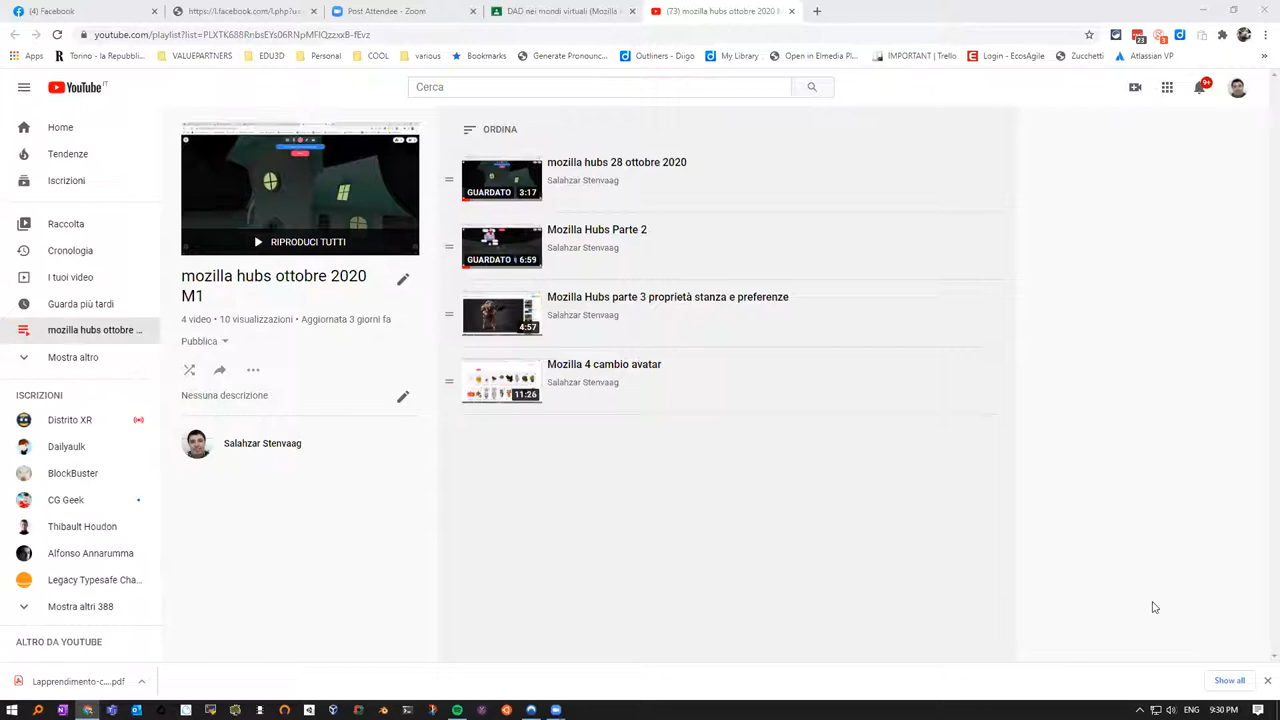 (4) Facebook
https://l.facebook.com/l.php?u=
Post Attendee - Zoom
DAD nei mondi virtuali (Mozilla
(73) mozilla hubs ottobre 2020
youtube.com/playlist?list=PLXTK688RnbsEYs06RNpMFIQzzxxB-fEvz
Apps
Torino - la Repubbli...
VALUEPARTNERS
EDU3D
Personal
COOL
various
Bookmarks
Generate Pronounc...
Outliners - Diigo
My Library
Open in Elmedia Pl...
IMPORTANT | Trello
Login - EcosAgile
Zucchetti
Atlassian VP
23
3
YouTube IT
Cerca
9+
Home
Tendenze
Iscrizioni
Raccolta
Cronologia
I tuoi video
Guarda più tardi
mozilla hubs ottobre ...
Mostra altro
ISCRIZIONI
Distrito XR
Dailyaulk
BlockBuster
CG Geek
Thibault Houdon
Alfonso Annarumma
Legacy Typesafe Cha...
Mostra altri 388
ALTRO DA YOUTUBE
RIPRODUCI TUTTI
mozilla hubs ottobre 2020
M1
4 video • 10 visualizzazioni • Aggiornata 3 giorni fa
Pubblica
Nessuna descrizione
Salahzar Stenvaag
ORDINA
GUARDATO 3:17
mozilla hubs 28 ottobre 2020
Salahzar Stenvaag
GUARDATO 6:59
Mozilla Hubs Parte 2
Salahzar Stenvaag
4:57
Mozilla Hubs parte 3 proprietà stanza e preferenze
Salahzar Stenvaag
11:26
Mozilla 4 cambio avatar
Salahzar Stenvaag
Lapprendimento-c....pdf
Show all
ENG
9:30 PM